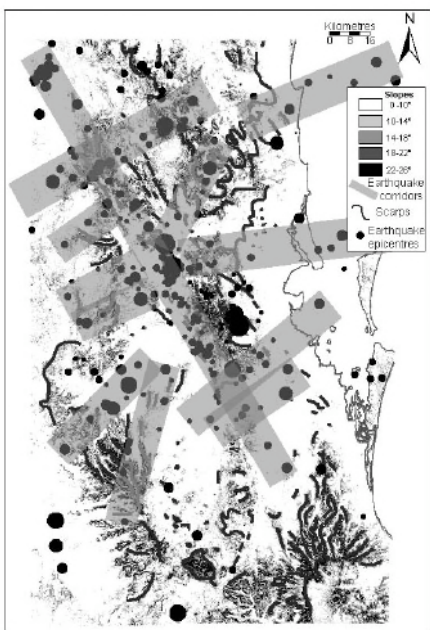 Kilometres
0 8 16
N
Slopes
0-10°
10-14°
14-18°
18-22°
22-26°
Earthquake
corridors
Scarps
Earthquake
epicentres